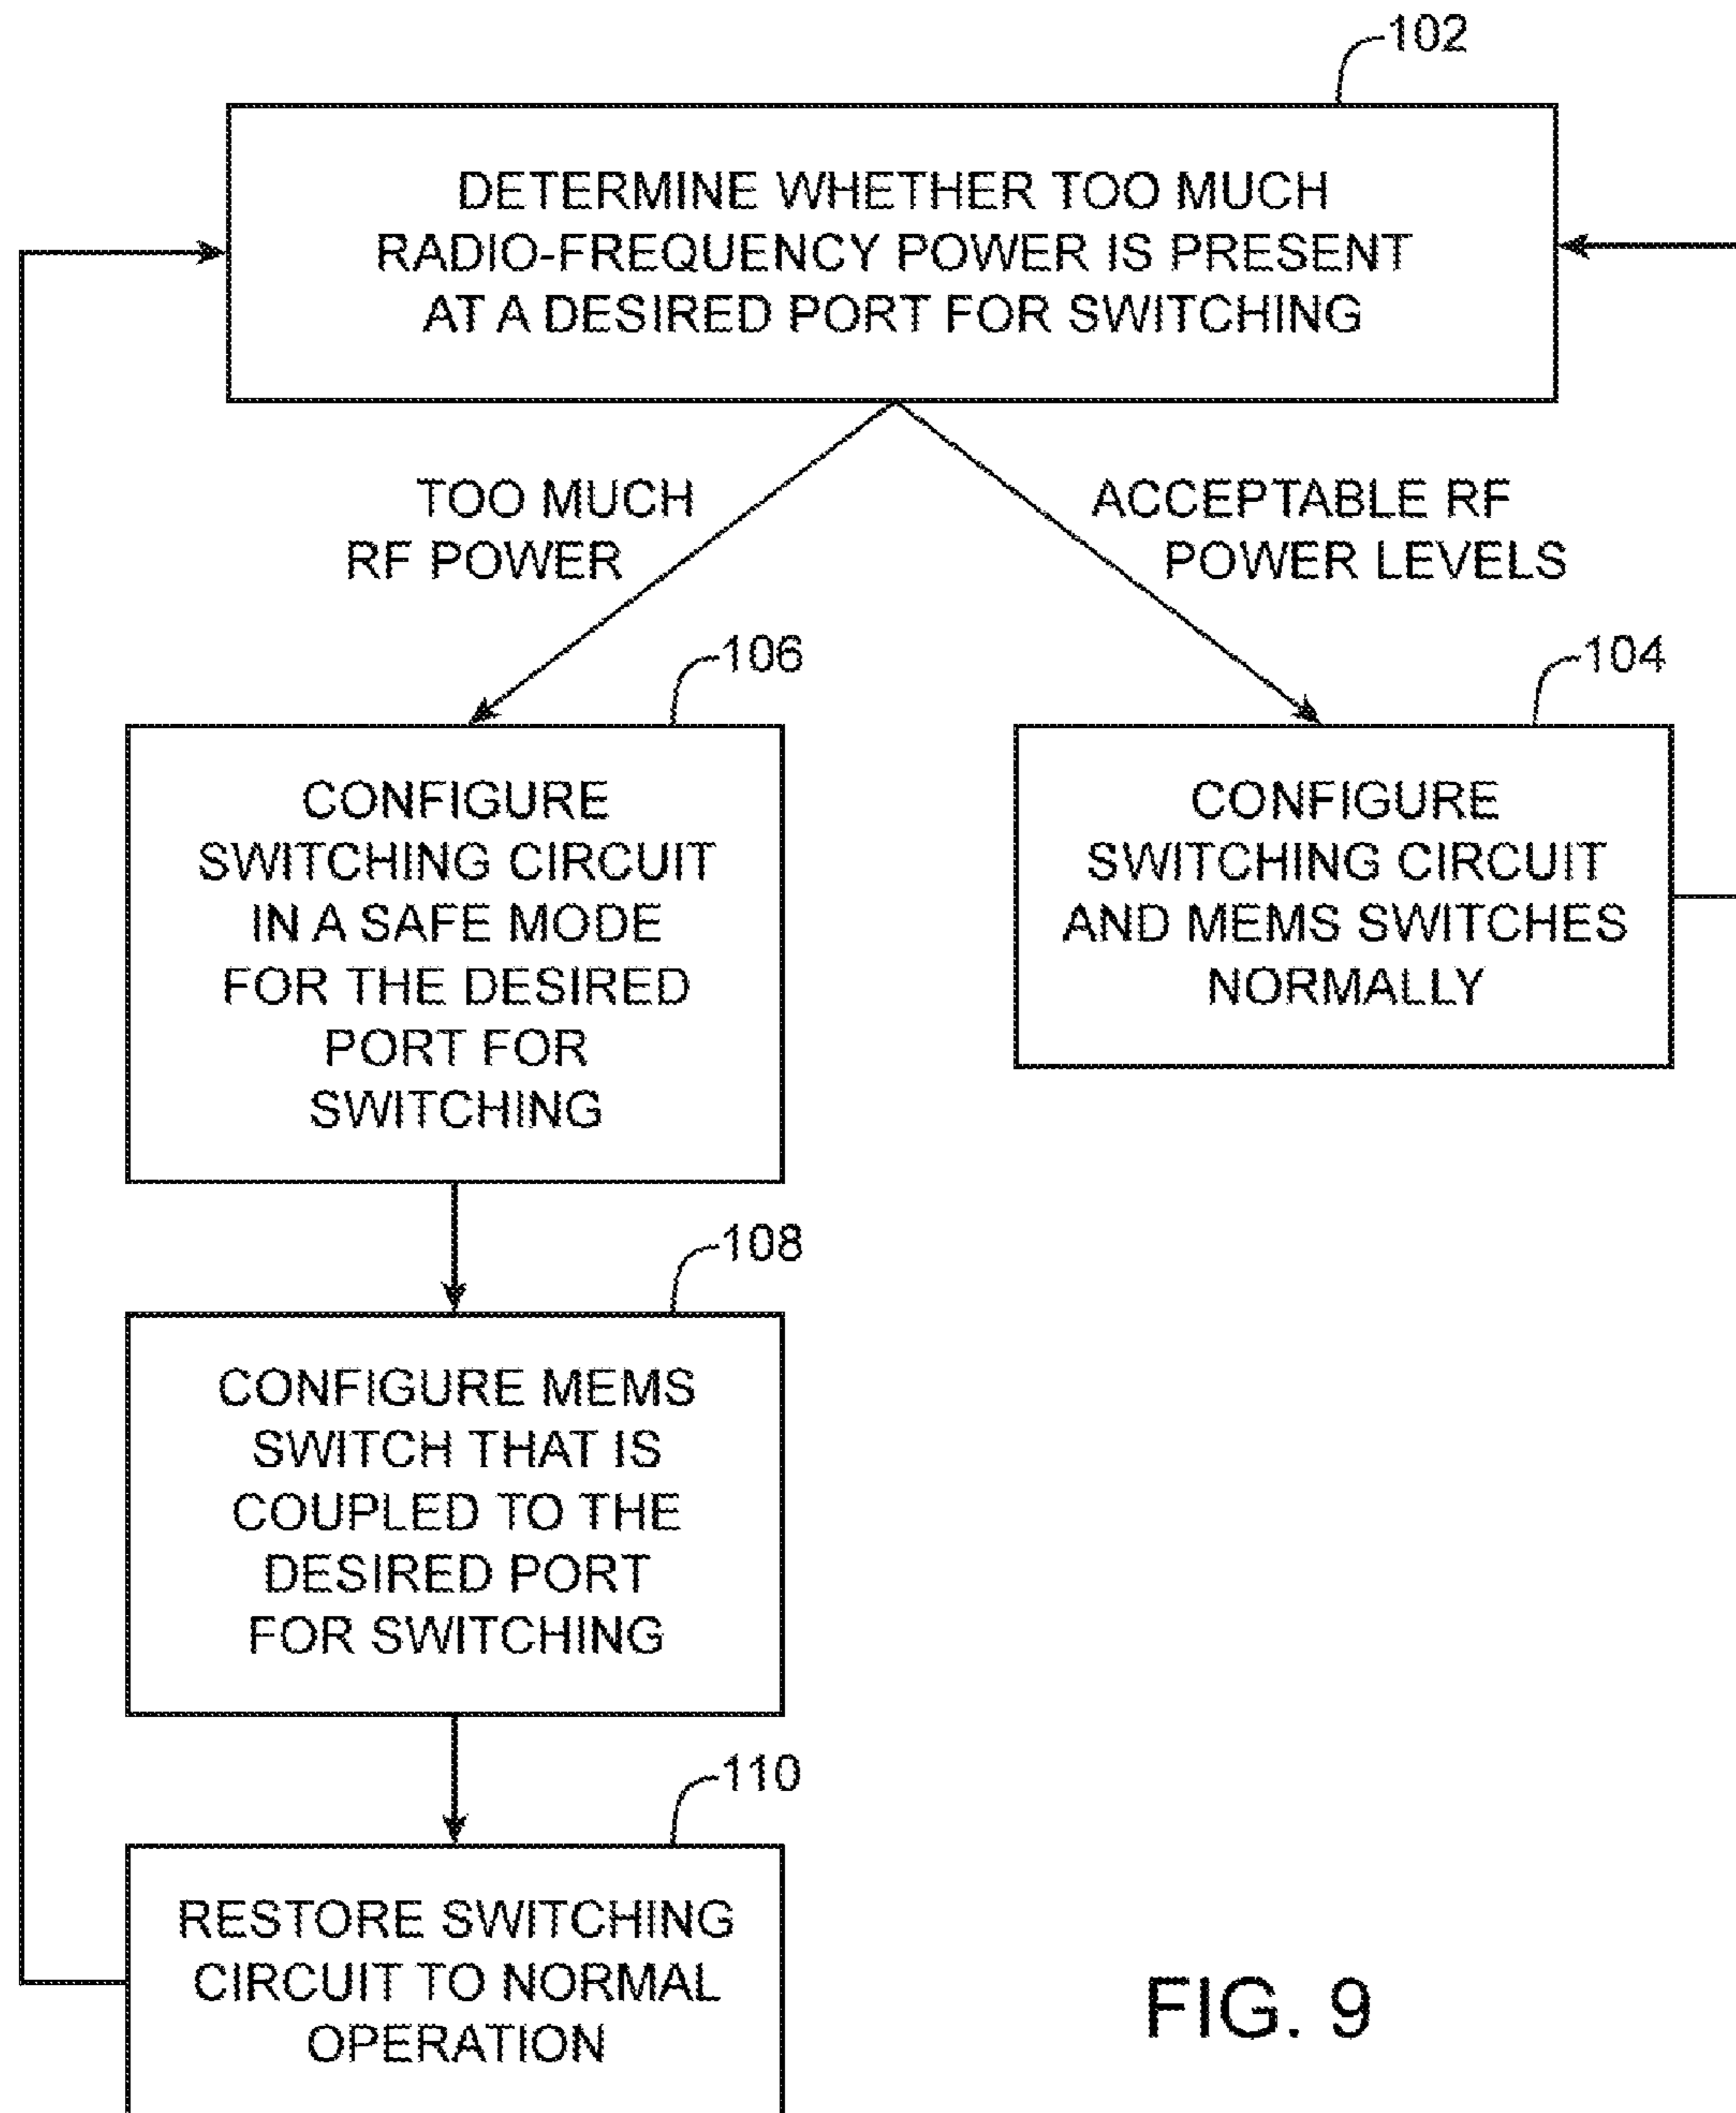 102
DETERMINE WHETHER TOO MUCH
RADIO-FREQUENCY POWER IS PRESENT
AT A DESIRED PORT FOR SWITCHING
TOO MUCH
RF POWER
ACCEPTABLE RF
POWER LEVELS
106
CONFIGURE
SWITCHING CIRCUIT
IN A SAFE MODE
FOR THE DESIRED
PORT FOR
SWITCHING
104
CONFIGURE
SWITCHING CIRCUIT
AND MEMS SWITCHES
NORMALLY
108
CONFIGURE MEMS
SWITCH THAT IS
COUPLED TO THE
DESIRED PORT
FOR SWITCHING
110
RESTORE SWITCHING
CIRCUIT TO NORMAL
OPERATION
FIG. 9